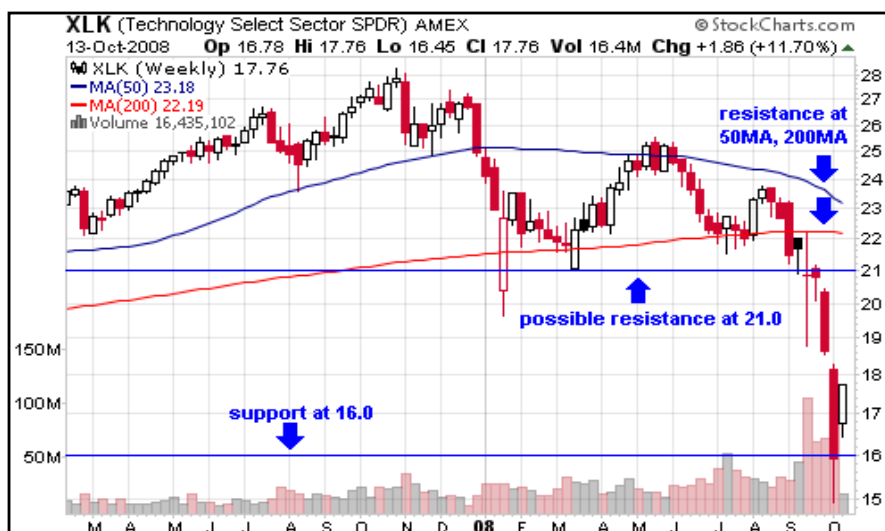 XLK (Technology Select Sector SPDR) AMEX © StockCharts.com
13-Oct-2008 Op 16.78 Hi 17.76 Lo 16.45 Cl 17.76 Vol 16.4M Chg +1.86 (+11.70%)
XLK (Weekly) 17.76
MA(50) 23.18
MA(200) 22.19
Volume 16,435,102
resistance at
50MA, 200MA
possible resistance at 21.0
support at 16.0
28
27
26
25
24
23
22
21
20
19
18
17
16
15
150M
100M
50M
M A M J J A S O N D 08 F M A M J J A S O